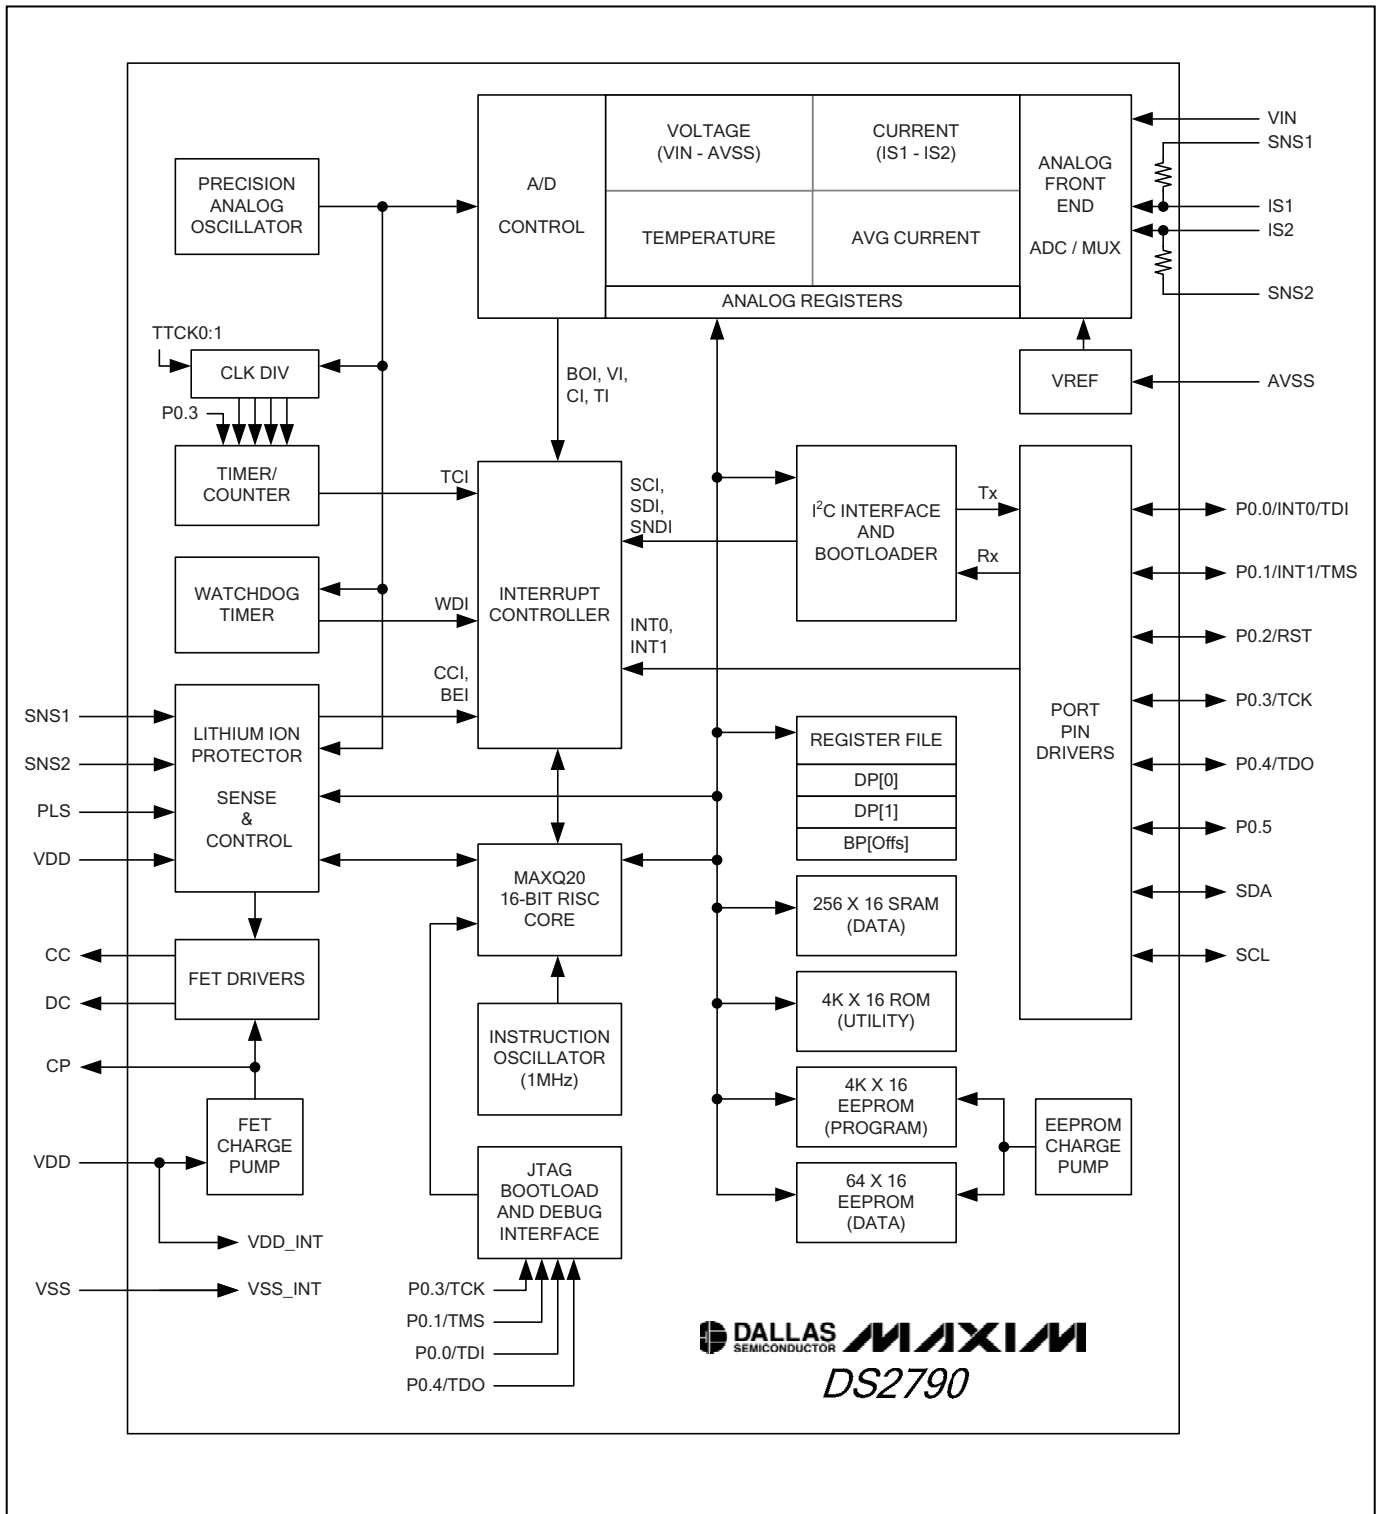 PRECISION
ANALOG
OSCILLATOR
A/D
CONTROL
VOLTAGE
(VIN - AVSS)
CURRENT
(IS1 - IS2)
TEMPERATURE
AVG CURRENT
ANALOG REGISTERS
ANALOG
FRONT
END
ADC / MUX
VIN
SNS1
IS1
IS2
SNS2
TTCK0:1
CLK DIV
P0.3
BOI, VI,
CI, TI
VREF
AVSS
TIMER/
COUNTER
TCI
SCI,
SDI,
SNDI
I²C INTERFACE
AND
BOOTLOADER
Tx
Rx
WATCHDOG
TIMER
WDI
INTERRUPT
CONTROLLER
INT0,
INT1
CCI,
BEI
PORT
PIN
DRIVERS
P0.0/INT0/TDI
P0.1/INT1/TMS
P0.2/RST
P0.3/TCK
P0.4/TDO
P0.5
SDA
SCL
SNS1
SNS2
PLS
VDD
LITHIUM ION
PROTECTOR
SENSE
&
CONTROL
REGISTER FILE
DP[0]
DP[1]
BP[Offs]
MAXQ20
16-BIT RISC
CORE
256 X 16 SRAM
(DATA)
CC
DC
CP
FET DRIVERS
INSTRUCTION
OSCILLATOR
(1MHz)
4K X 16 ROM
(UTILITY)
4K X 16
EEPROM
(PROGRAM)
EEPROM
CHARGE
PUMP
VDD
FET
CHARGE
PUMP
JTAG
BOOTLOAD
AND DEBUG
INTERFACE
64 X 16
EEPROM
(DATA)
VDD_INT
VSS
VSS_INT
P0.3/TCK
P0.1/TMS
P0.0/TDI
P0.4/TDO
DALLAS
SEMICONDUCTOR
MAXIM
DS2790